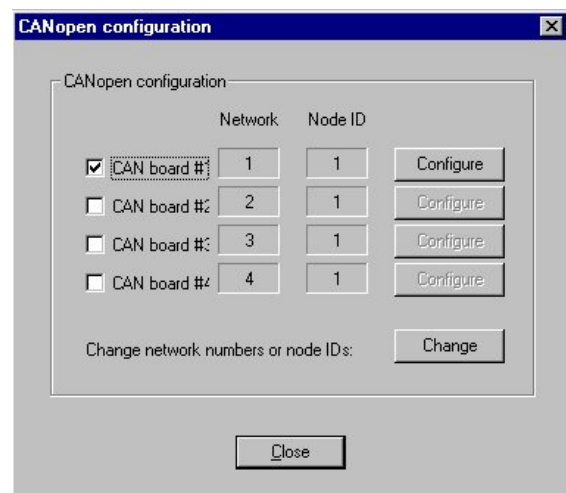 CANopen configuration
CANopen configuration
Network Node ID
CAN board #1 1 1 Configure
CAN board #2 2 1 Configure
CAN board #3 3 1 Configure
CAN board #4 4 1 Configure
Change network numbers or node IDs: Change
Close